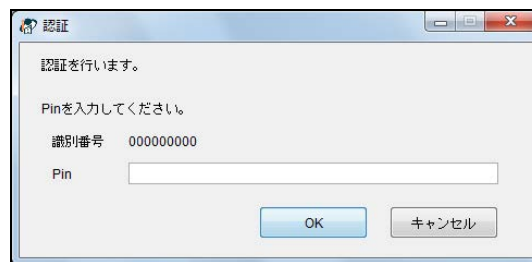 認証
認証を行います。
Pinを入力してください。
識別番号 000000000
Pin
OK キャンセル